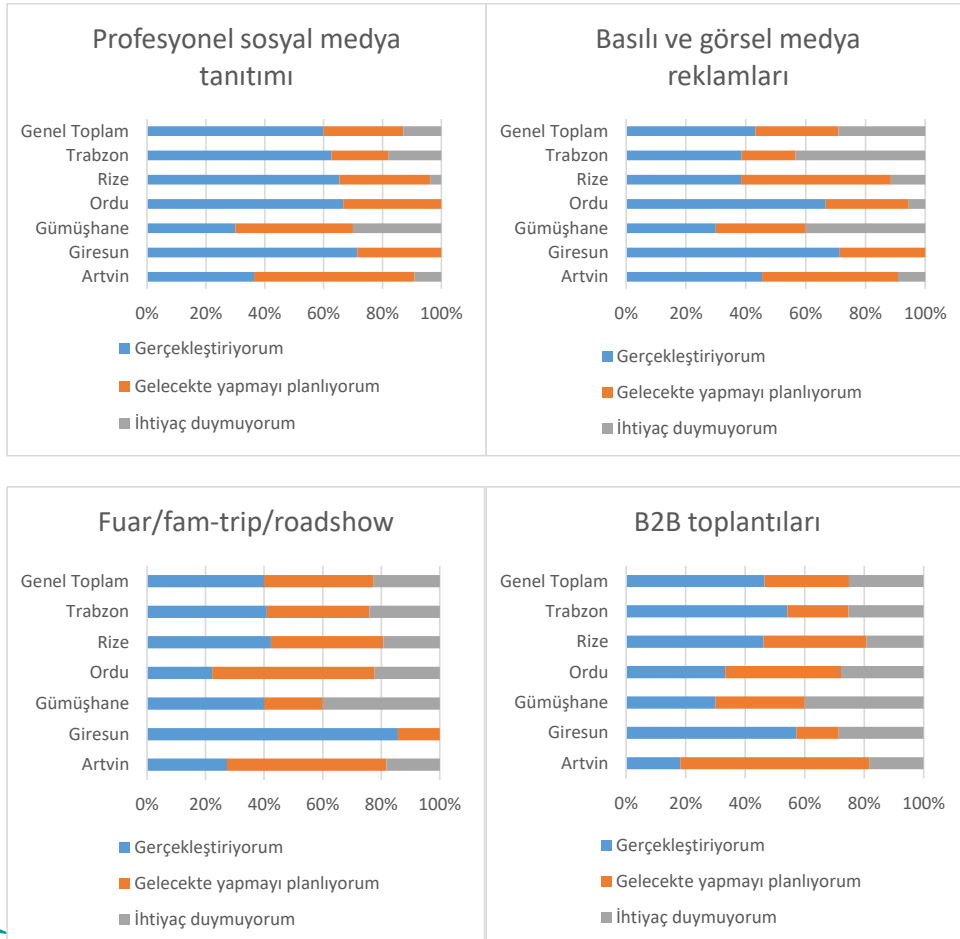 Profesyonel sosyal medya
tanıtımı
Genel Toplam
Trabzon
Rize
Ordu
Gümüşhane
Giresun
Artvin
0% 20% 40% 60% 80% 100%
Gerçekleştiriyorum
Gelecekte yapmayı planlıyorum
İhtiyaç duymuyorum
Basılı ve görsel medya
reklamları
Genel Toplam
Trabzon
Rize
Ordu
Gümüşhane
Giresun
Artvin
0% 20% 40% 60% 80% 100%
Gerçekleştiriyorum
Gelecekte yapmayı planlıyorum
İhtiyaç duymuyorum
Fuar/fam-trip/roadshow
Genel Toplam
Trabzon
Rize
Ordu
Gümüşhane
Giresun
Artvin
0% 20% 40% 60% 80% 100%
Gerçekleştiriyorum
Gelecekte yapmayı planlıyorum
İhtiyaç duymuyorum
B2B toplantıları
Genel Toplam
Trabzon
Rize
Ordu
Gümüşhane
Giresun
Artvin
0% 20% 40% 60% 80% 100%
Gerçekleştiriyorum
Gelecekte yapmayı planlıyorum
İhtiyaç duymuyorum